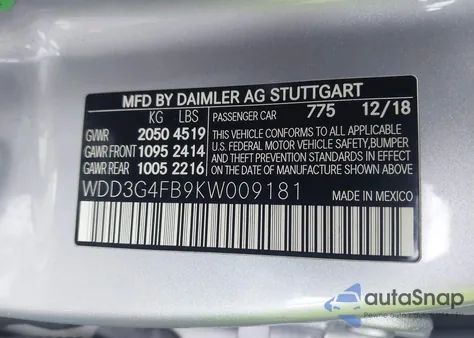 MFD BY DAIMLER AG STUTTGART
KG LBS PASSENGER CAR 775 12/18
GVWR 2050 4519
GAWR FRONT 1095 2414
GAWR REAR 1005 2216
THIS VEHICLE CONFORMS TO ALL APPLICABLE
U.S. FEDERAL MOTOR VEHICLE SAFETY,BUMPER
AND THEFT PREVENTION STANDARDS IN EFFECT
ON THE DATE OF MANUFACTURE SHOWN ABOVE.
WDD3G4FB9KW009181 MADE IN MEXICO
autoSnap